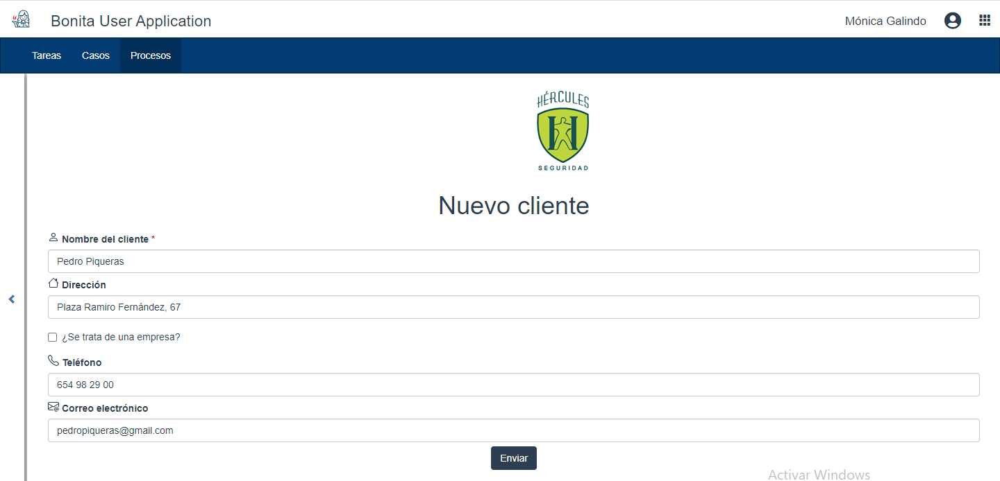 Bonita User Application
Mónica Galindo
Tareas Casos Procesos
HÉRCULES
H
SEGURIDAD
Nuevo cliente
Nombre del cliente *
Pedro Piqueras
Dirección
Plaza Ramiro Fernández, 67
¿Se trata de una empresa?
Teléfono
654 98 29 00
Correo electrónico
pedropiqueras@gmail.com
Enviar
Activar Windows